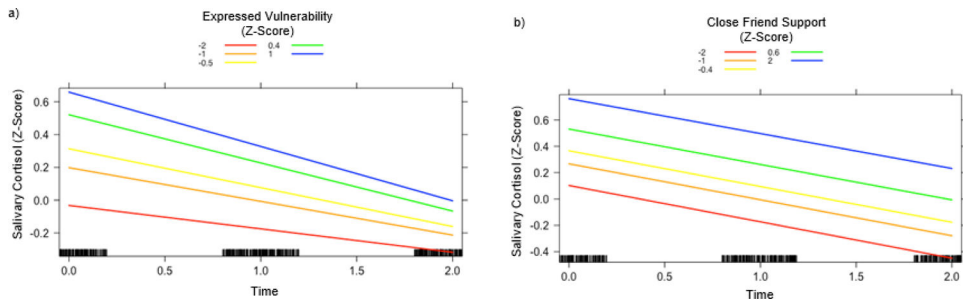 a)
Expressed Vulnerability
(Z-Score)
-2 0.4
-1 1
-0.5
Salivary Cortisol (Z-Score)
0.6
0.4
0.2
0.0
-0.2
0.0 0.5 1.0 1.5 2.0
Time
b)
Close Friend Support
(Z-Score)
-2 0.6
-1 2
-0.4
Salivary Cortisol (Z-Score)
0.6
0.4
0.2
0.0
-0.2
-0.4
0.0 0.5 1.0 1.5 2.0
Time